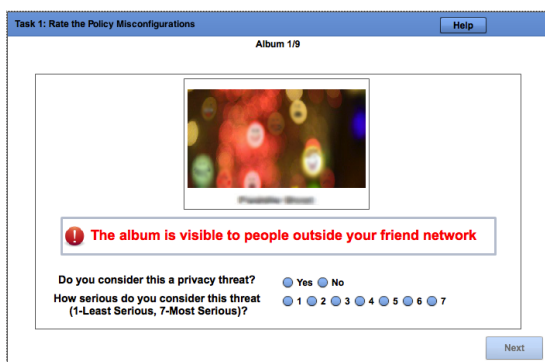 Task 1: Rate the Policy Misconfigurations
Help
Album 1/9
The album is visible to people outside your friend network
Do you consider this a privacy threat?
Yes No
How serious do you consider this threat
(1-Least Serious, 7-Most Serious)?
1 2 3 4 5 6 7
Next